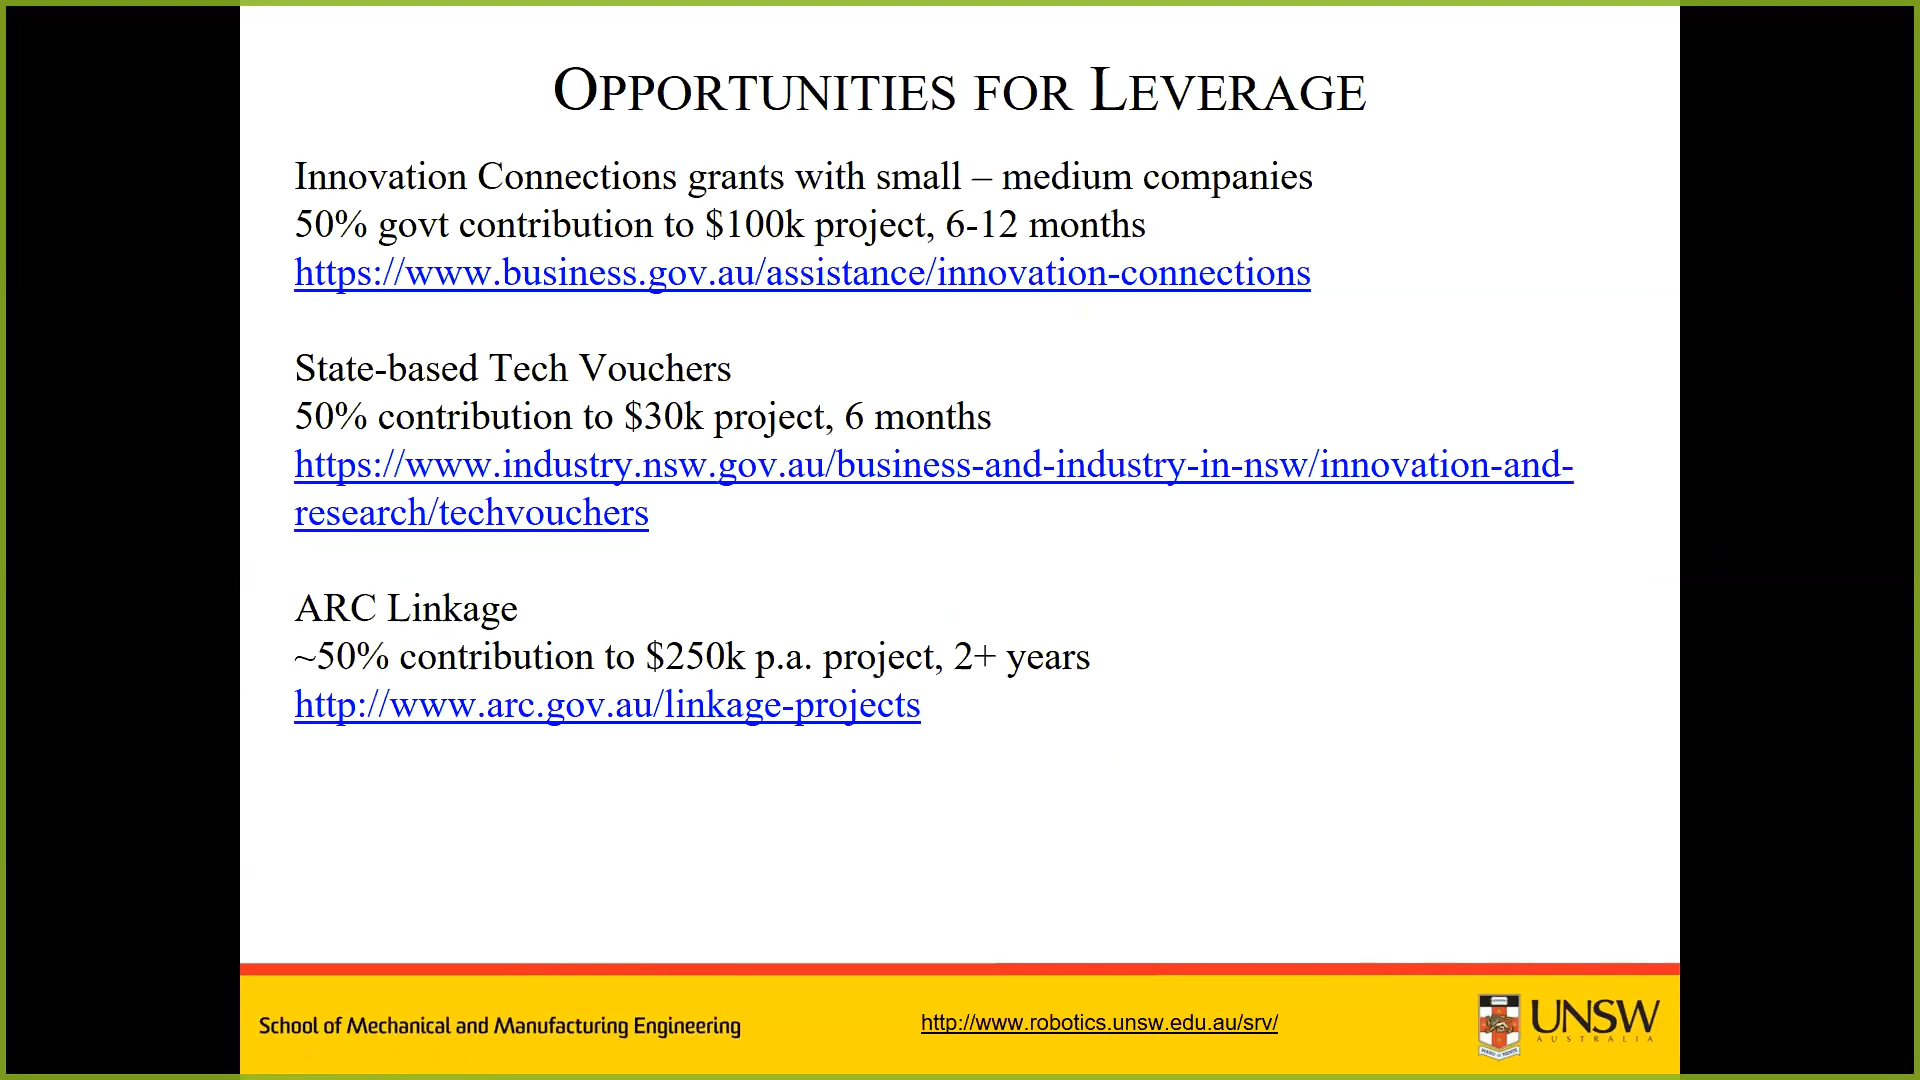 OPPORTUNITIES FOR LEVERAGE
Innovation Connections grants with small – medium companies
50% govt contribution to $100k project, 6-12 months
https://www.business.gov.au/assistance/innovation-connections
State-based Tech Vouchers
50% contribution to $30k project, 6 months
https://www.industry.nsw.gov.au/business-and-industry-in-nsw/innovation-and-
research/techvouchers
ARC Linkage
~50% contribution to $250k p.a. project, 2+ years
http://www.arc.gov.au/linkage-projects
School of Mechanical and Manufacturing Engineering
http://www.robotics.unsw.edu.au/srv/
UNSW
AUSTRALIA